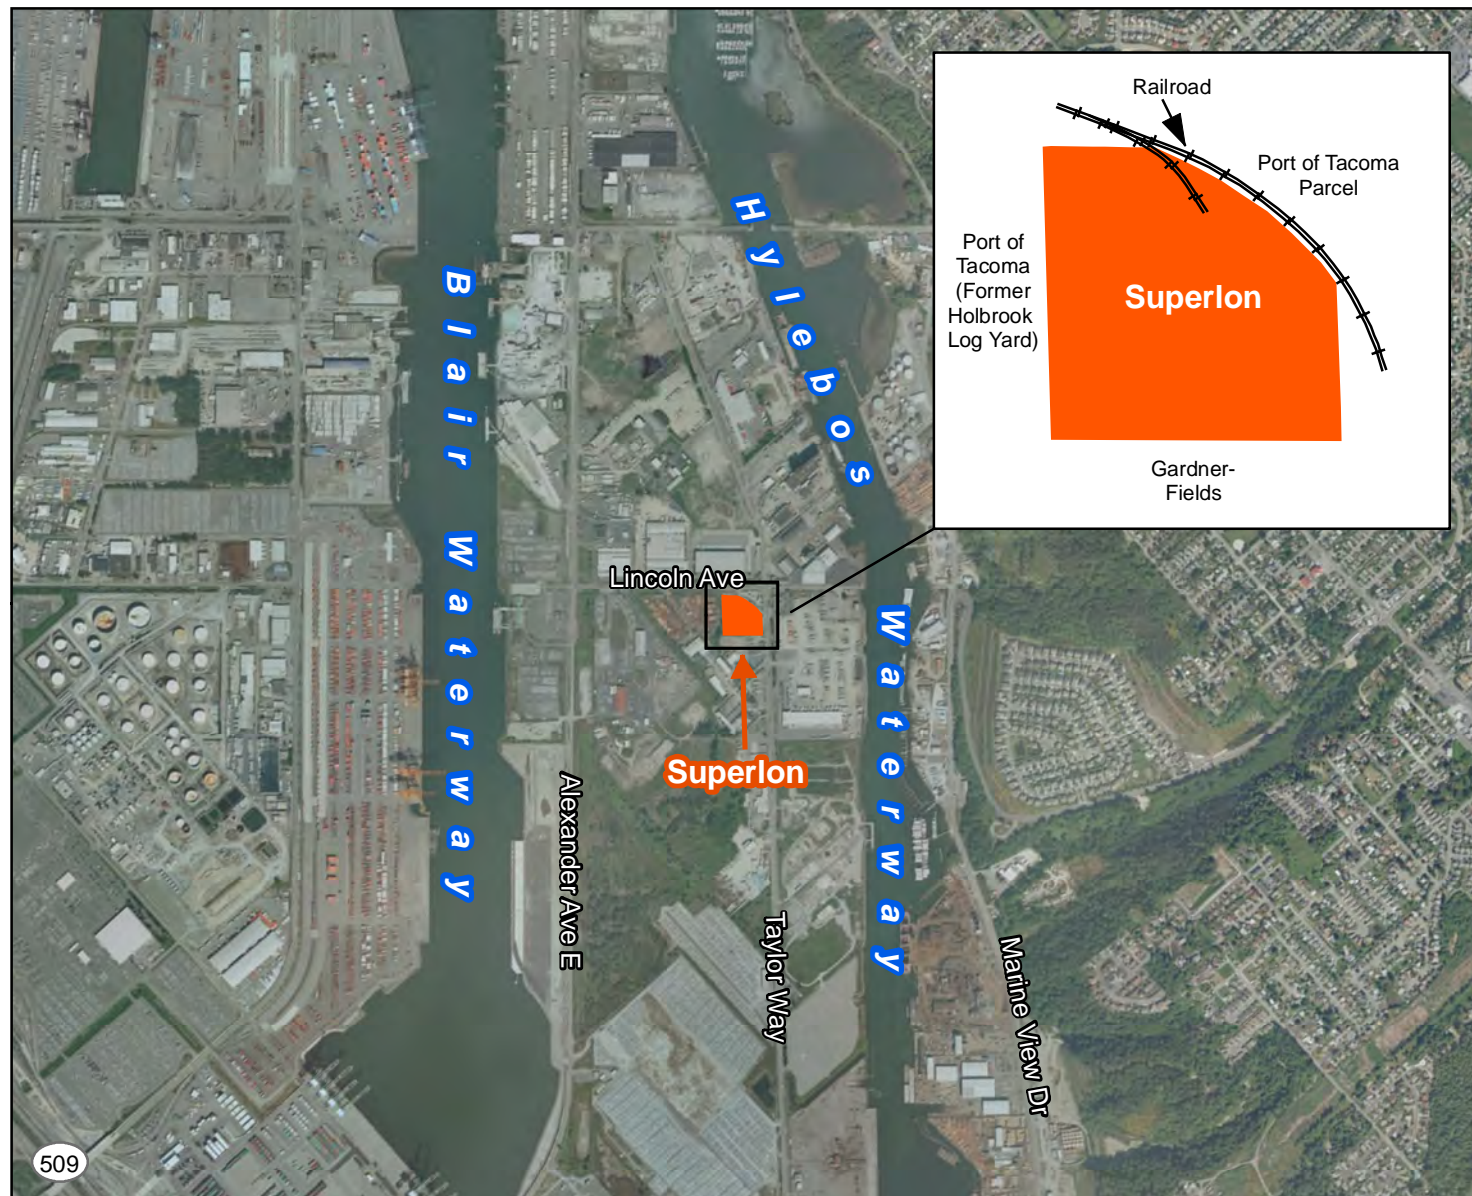 Railroad
Port of Tacoma
Parcel
Port of
Tacoma
(Former
Holbrook
Log Yard)
Superlon
Gardner-
Fields
Blair Waterway
Hylebos Waterway
Lincoln Ave
Superlon
Alexander Ave E
Taylor Way
Marine View Dr
509